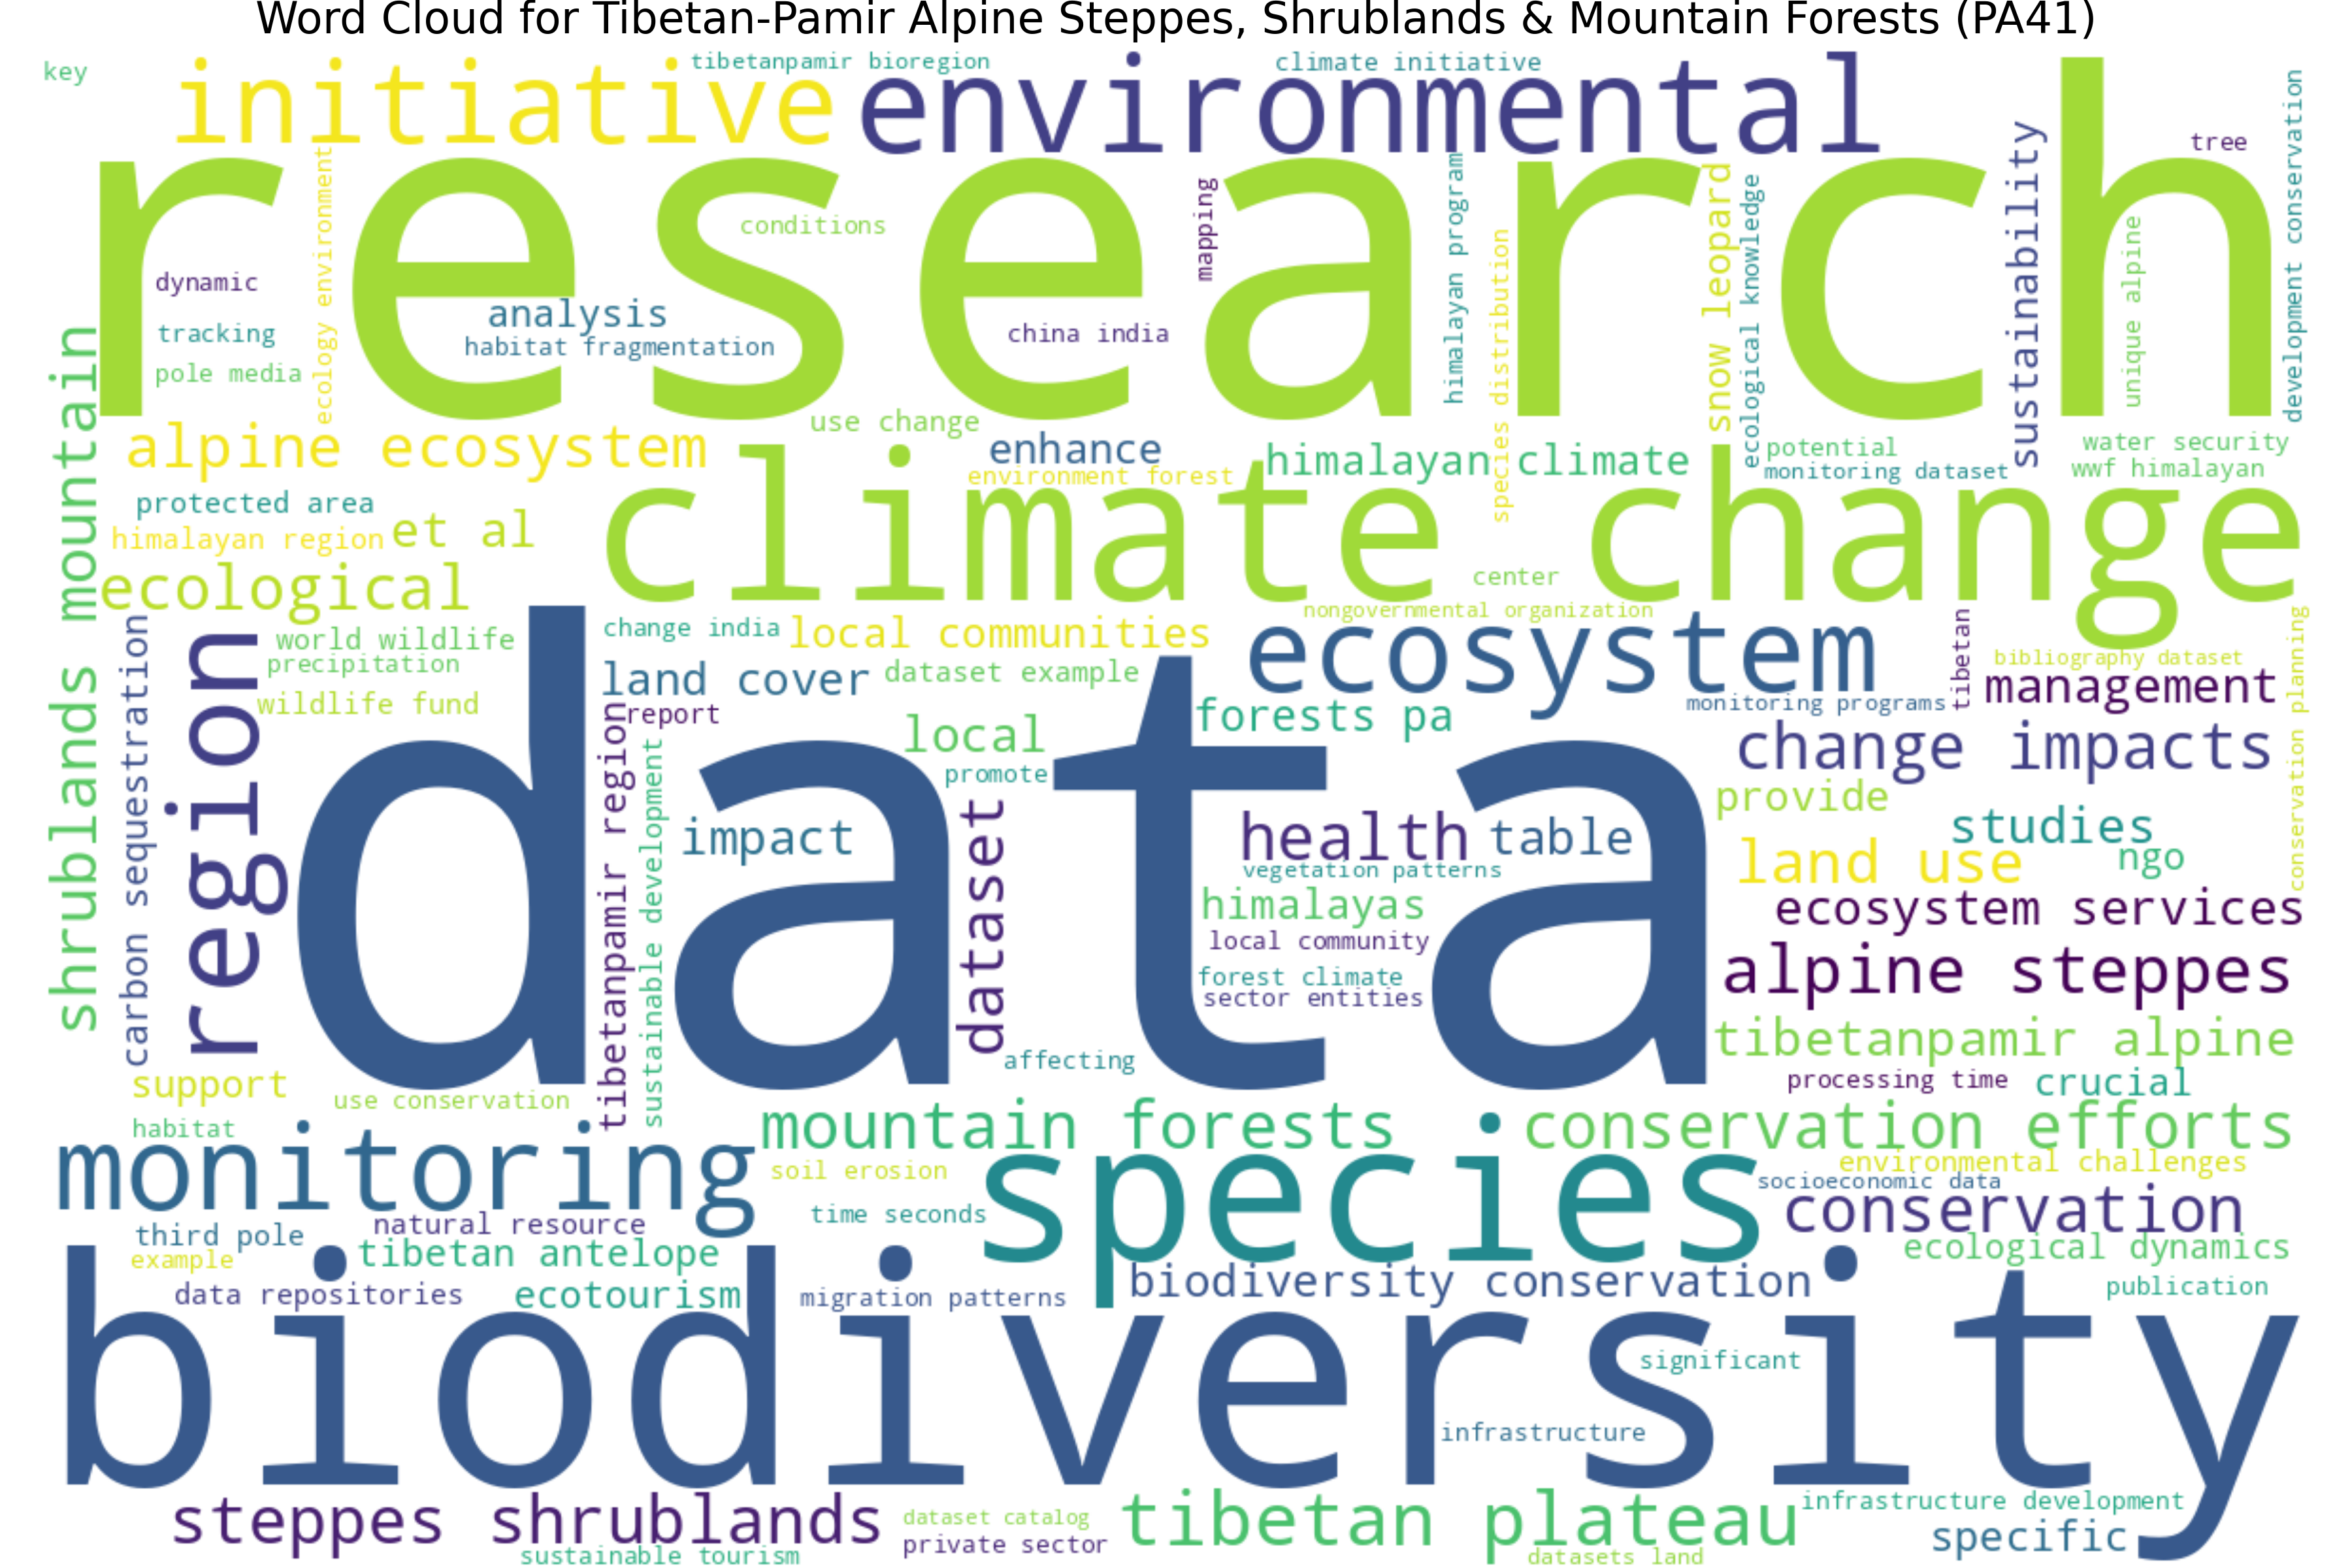 Word Cloud for Tibetan-Pamir Alpine Steppes, Shrublands & Mountain Forests (PA41)
key
initiative
tibetanpamir bioregion
environmental
climate initiative
research
tree
development conservation
sustainability
unique alpine
snow leopard
ecological knowledge
himalayan program
species distribution
mapping
conditions
ecology environment
dynamic
tracking
pole media
analysis
habitat fragmentation
china india
shrublands mountain
alpine ecosystem
use change
enhance
environment forest
himalayan climate
potential
monitoring dataset
water security
wwf himalayan
protected area
himalayan region
et al
climate change
ecological
center
nongovernmental organization
carbon sequestration
region
world wildlife
precipitation
wildlife fund
data
change india
local communities
land cover
dataset example
report
ecosystem
tibetan
bibliography dataset
management
monitoring programs
conservation planning
forests pa
local
promote
change impacts
provide
tibetanpamir region
sustainable development
impact
dataset
health
table
vegetation patterns
himalayas
local community
forest climate
sector entities
studies
land use
ngo
ecosystem services
alpine steppes
tibetanpamir alpine
affecting
processing time
crucial
support
use conservation
habitat
monitoring
mountain forests
conservation efforts
soil erosion
species
environmental challenges
socioeconomic data
conservation
time seconds
natural resource
third pole
tibetan antelope
example
ecological dynamics
data repositories
ecotourism
migration patterns
biodiversity conservation
publication
biodiversity
significant
infrastructure
steppes shrublands
dataset catalog
private sector
sustainable tourism
tibetan plateau
infrastructure development
specific
datasets land